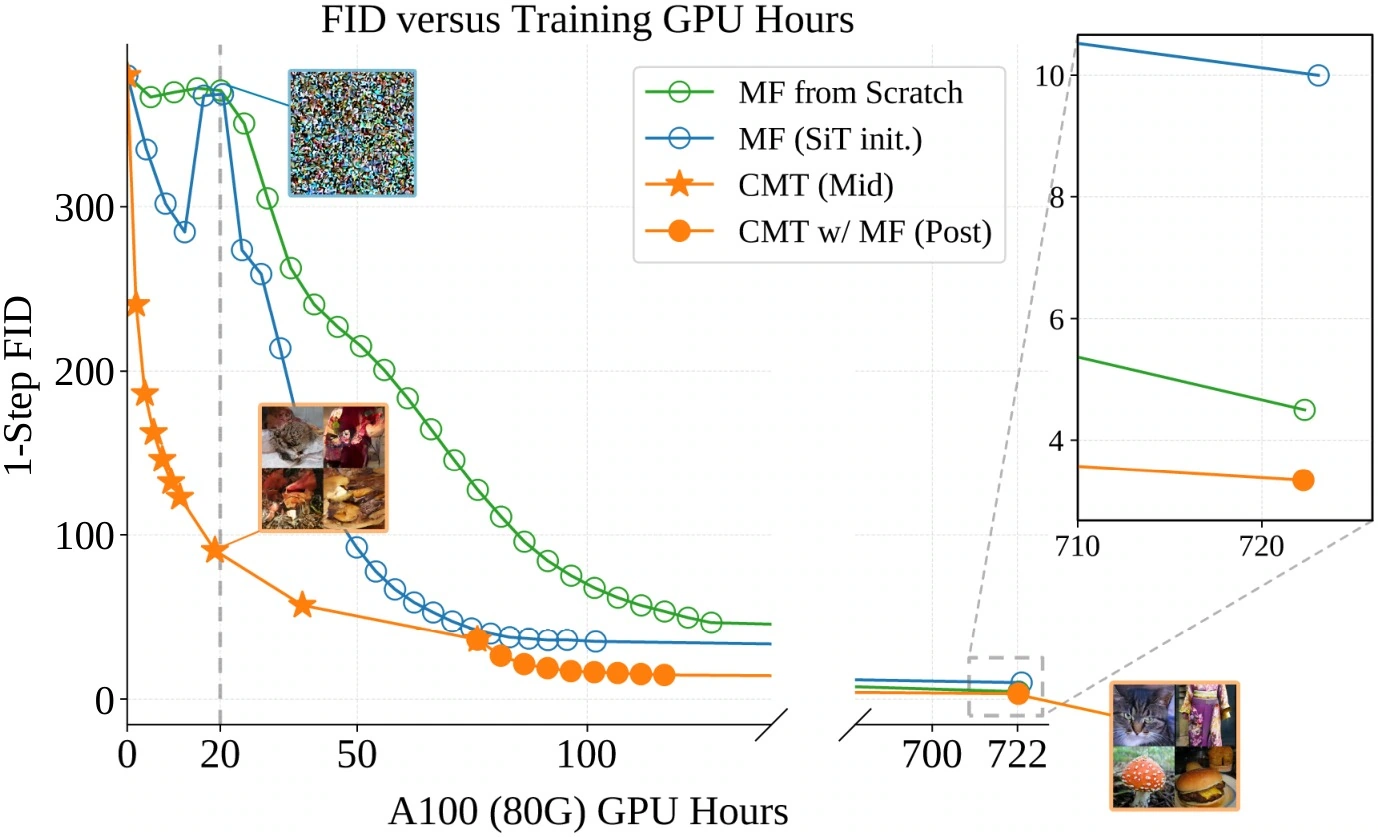 FID versus Training GPU Hours
1-Step FID
300
200
100
0
MF from Scratch
MF (SiT init.)
CMT (Mid)
CMT w/ MF (Post)
10
8
6
4
710
720
0
20
50
100
700
722
A100 (80G) GPU Hours